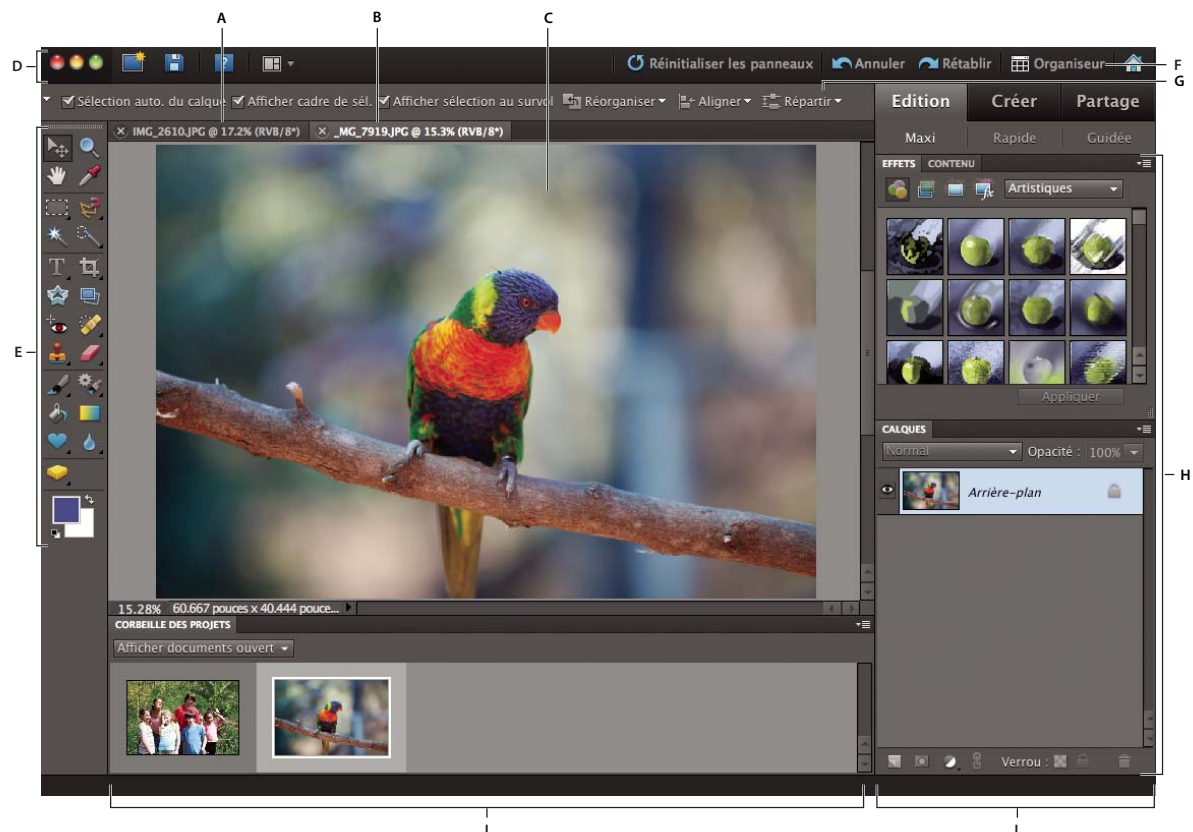 A
B
C
D
Réinitialiser les panneaux
Annuler
Rétablir
Organiseur
F
G
Sélection auto. du calque
Afficher cadre de sél.
Afficher sélection au survol
Réorganiser
Aligner
Répartir
Edition
Créer
Partage
IMG_2610.JPG @ 17.2% (RVB/8*)
_MG_7919.JPG @ 15.3% (RVB/8*)
Maxi
Rapide
Guidée
EFFETS
CONTENU
Artistiques
E
T
Appliquer
CALQUES
Normal
Opacité : 100%
H
Arrière-plan
15.28%
60.667 pouces x 40.444 pouce...
CORBEILLE DES PROJETS
Afficher documents ouvert
Verrou :